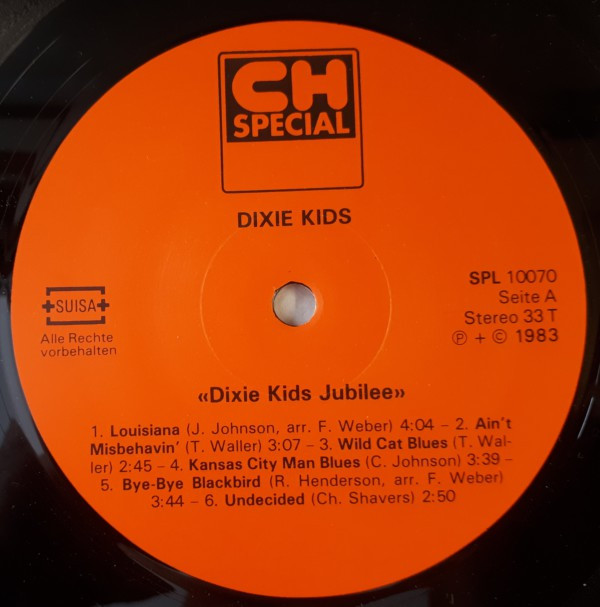 CH
SPECIAL
DIXIE KIDS
SUISA
Alle Rechte
vorbehalten
SPL 10070
Seite A
Stereo 33 T
℗ + © 1983
«Dixie Kids Jubilee»
1. Louisiana (J. Johnson, arr. F. Weber) 4:04 – 2. Ain't
Misbehavin' (T. Waller) 3:07 – 3. Wild Cat Blues (T. Wal-
ler) 2:45 – 4. Kansas City Man Blues (C. Johnson) 3:39 –
5. Bye-Bye Blackbird (R. Henderson, arr. F. Weber)
3:44 – 6. Undecided (Ch. Shavers) 2:50